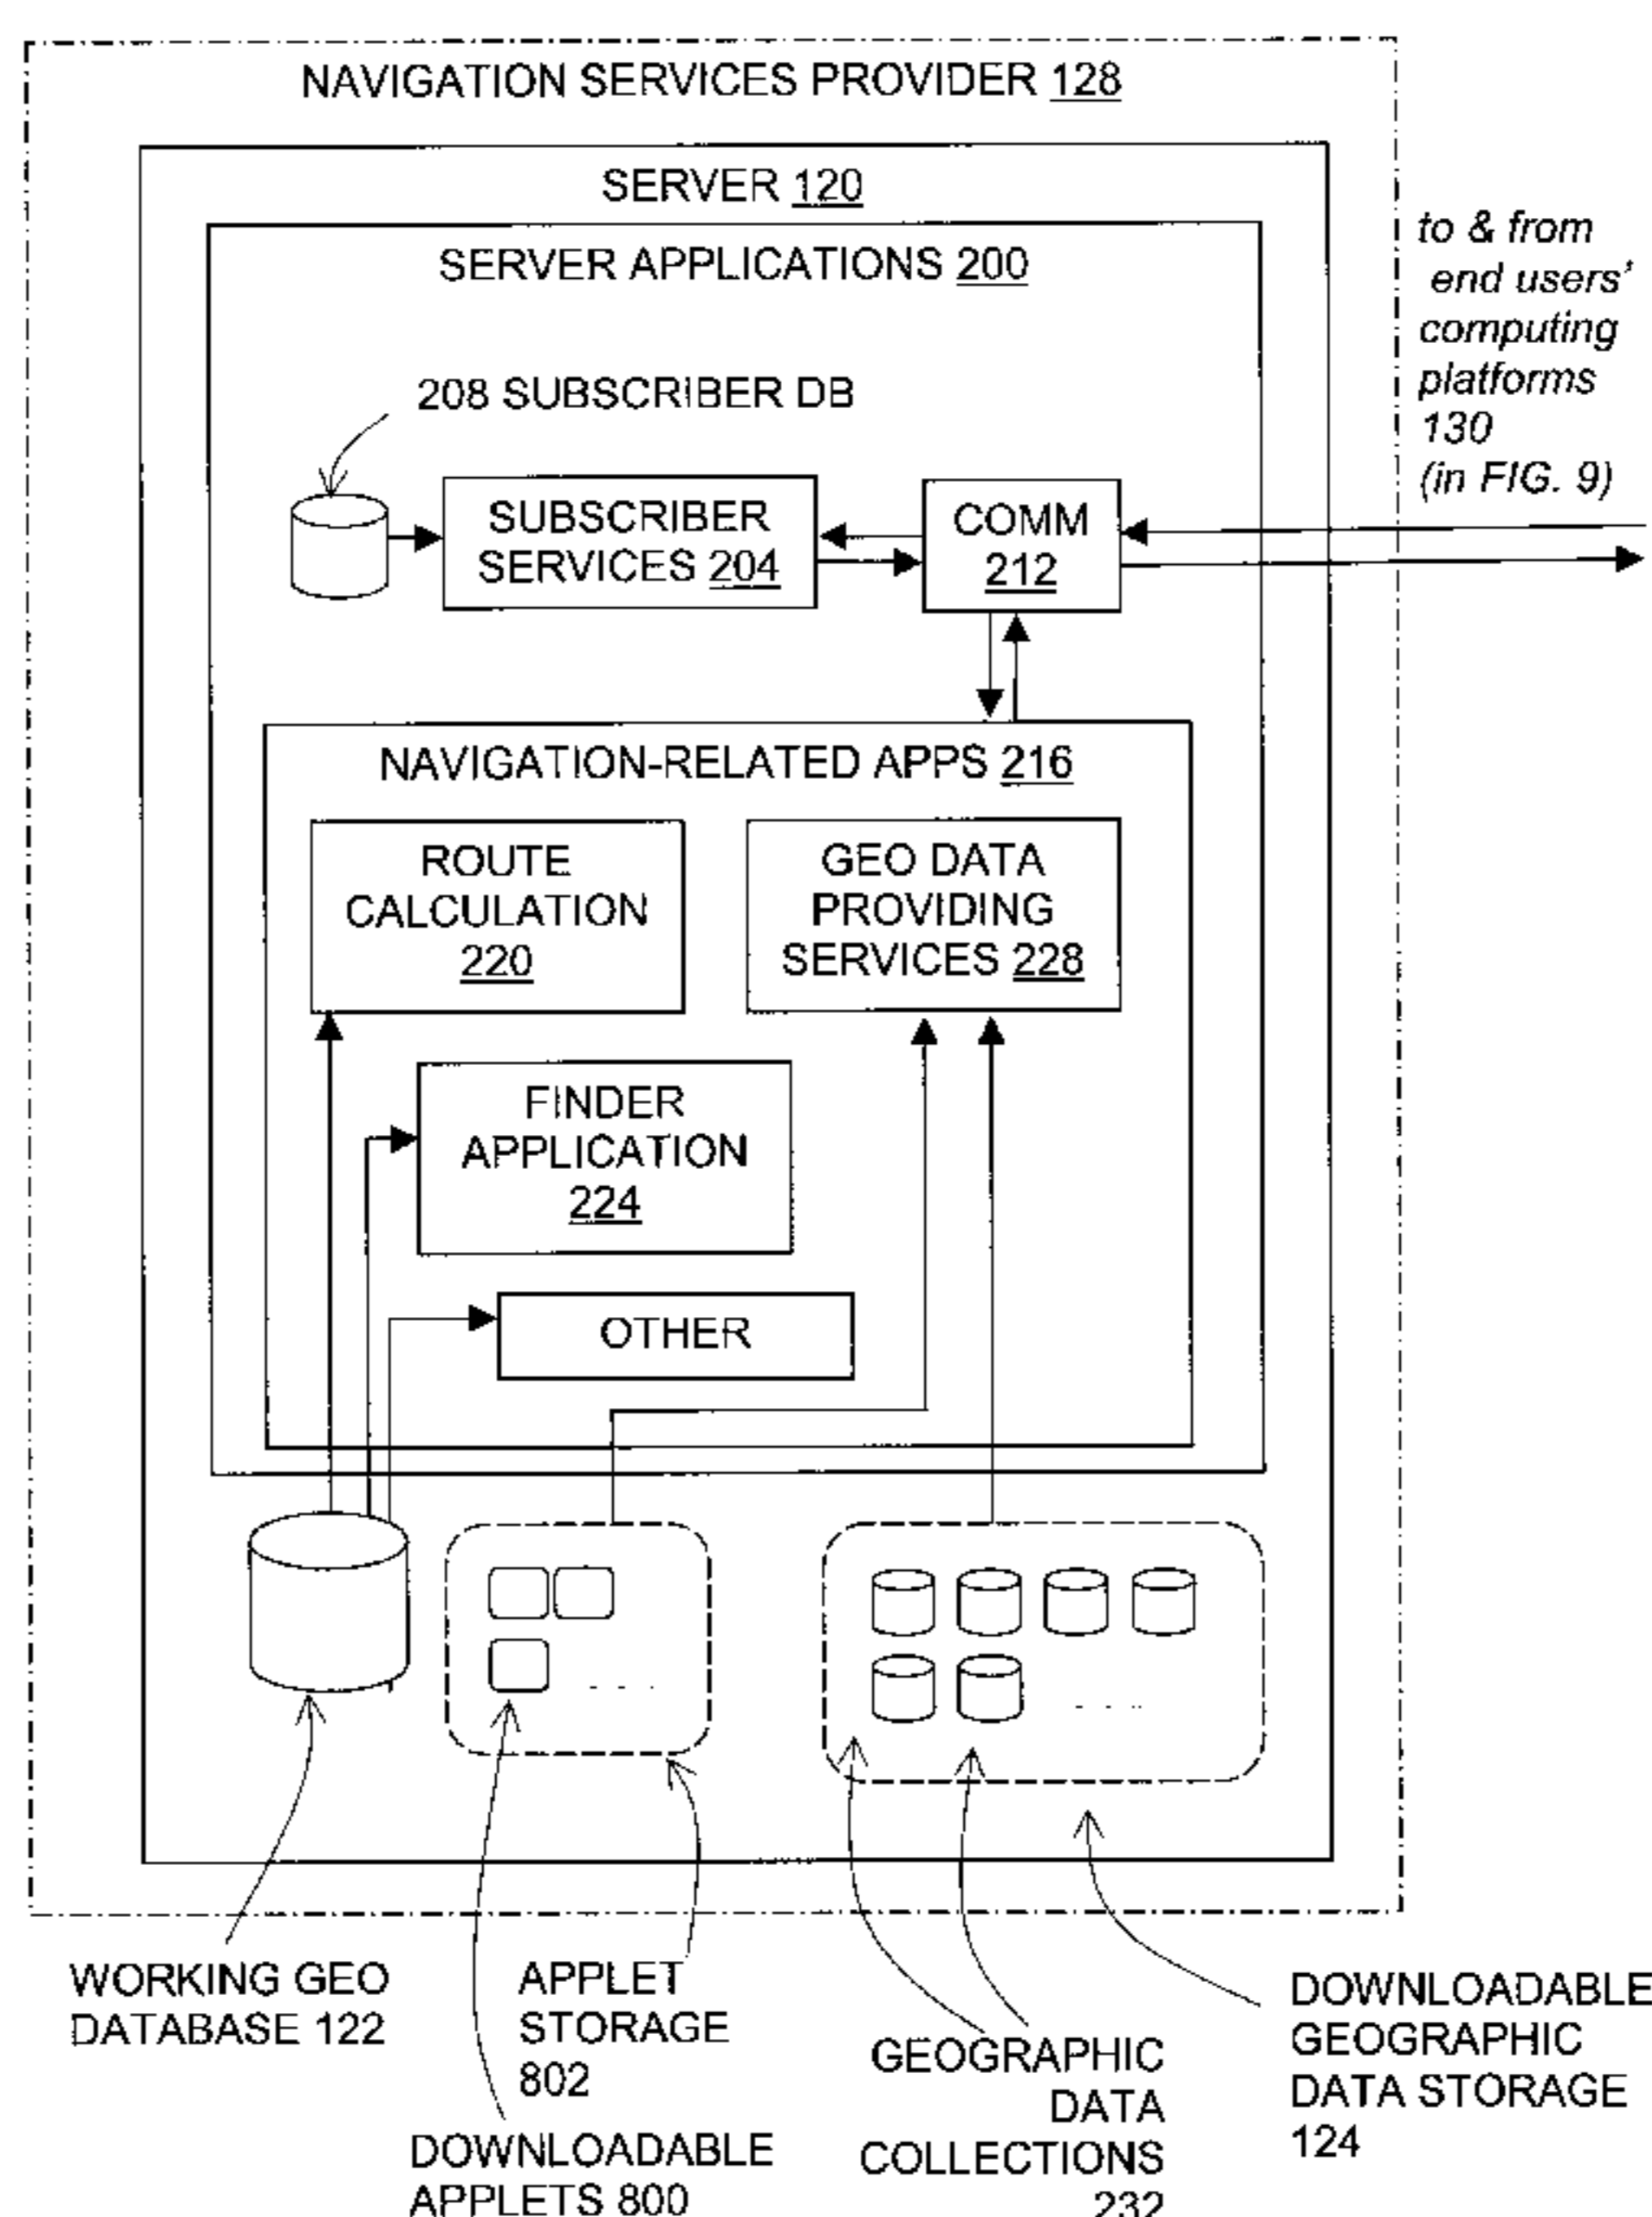 NAVIGATION SERVICES PROVIDER 128
SERVER 120
SERVER APPLICATIONS 200
to & from
end users'
computing
platforms
130
(in FIG. 9)
208 SUBSCRIBER DB
SUBSCRIBER
SERVICES 204
COMM
212
NAVIGATION-RELATED APPS 216
ROUTE
CALCULATION
220
GEO DATA
PROVIDING
SERVICES 228
FINDER
APPLICATION
224
OTHER
WORKING GEO
DATABASE 122
APPLET
STORAGE
802
DOWNLOADABLE
APPLETS 800
GEOGRAPHIC
DATA
COLLECTIONS
232
DOWNLOADABLE
GEOGRAPHIC
DATA STORAGE
124